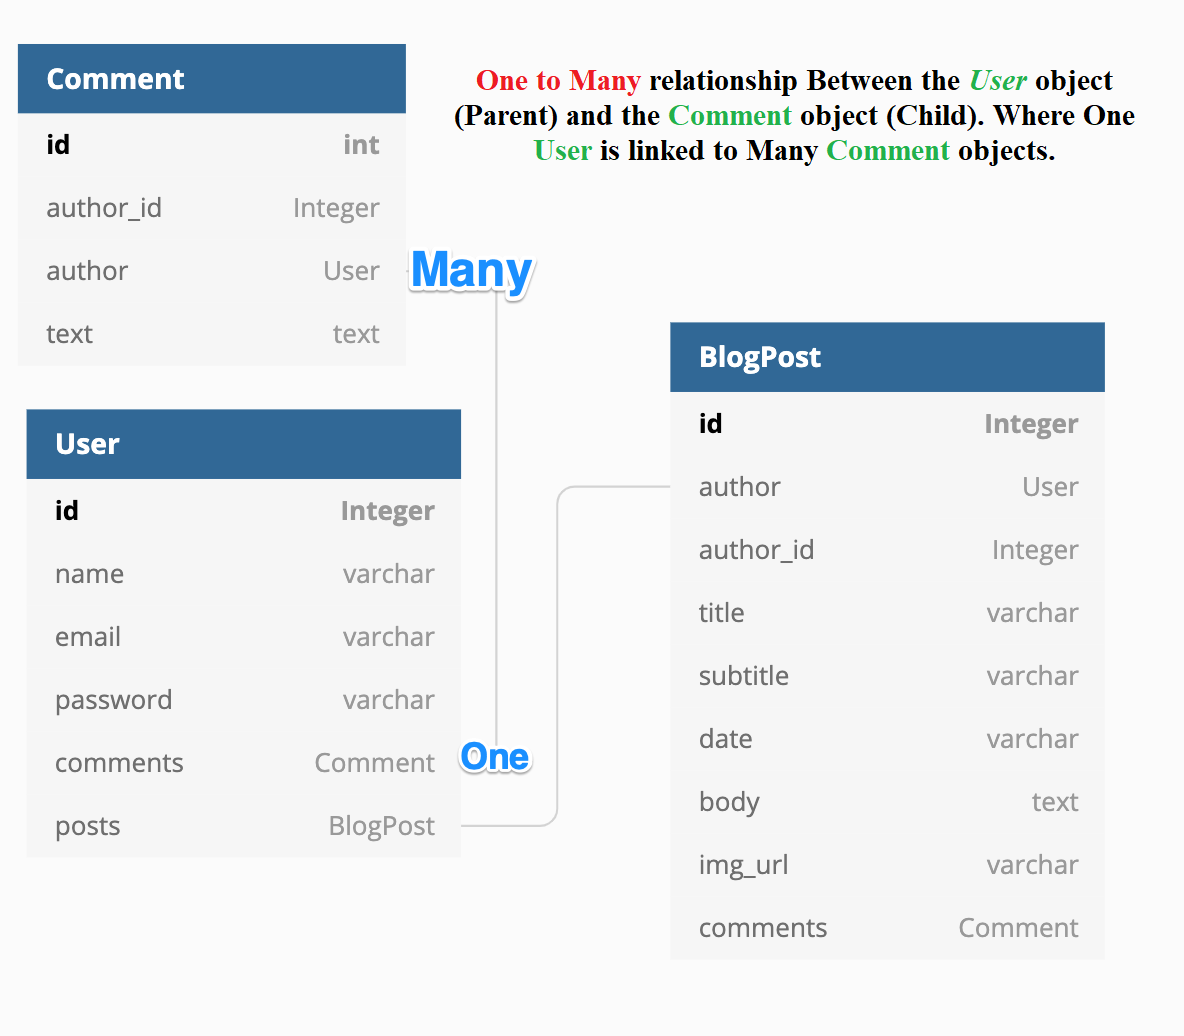 Comment
One to Many relationship Between the User object
(Parent) and the Comment object (Child). Where One
User is linked to Many Comment objects.
id int
author_id Integer
author User
Many
text text
User
id Integer
name varchar
email varchar
password varchar
comments Comment
One
posts BlogPost
BlogPost
id Integer
author User
author_id Integer
title varchar
subtitle varchar
date varchar
body text
img_url varchar
comments Comment